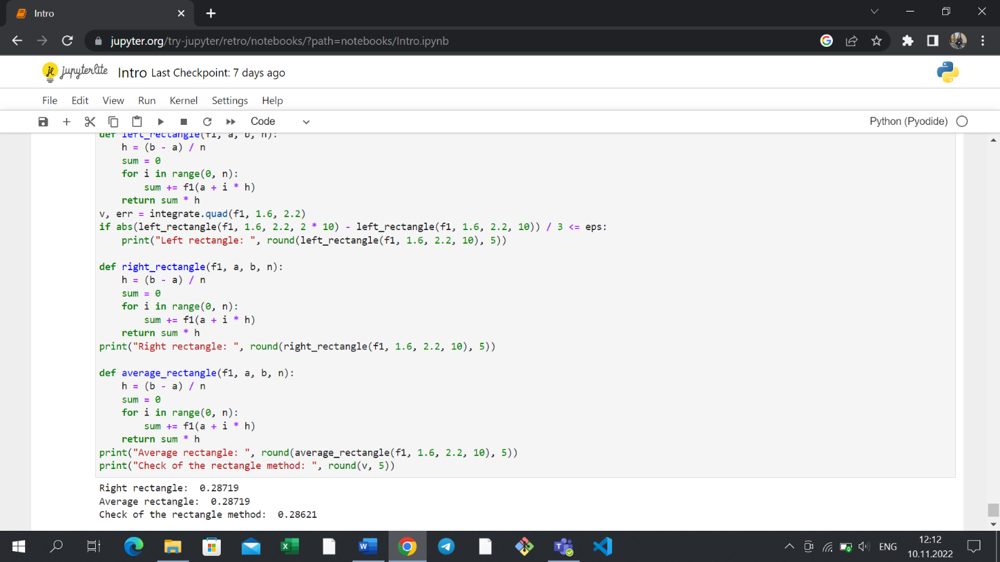 Intro
jupyter.org/try-jupyter/retro/notebooks/?path=notebooks/Intro.ipynb
jupyterlite Intro Last Checkpoint: 7 days ago
File Edit View Run Kernel Settings Help
Code Python (Pyodide)
def left_rectangle(f1, a, b, n):
    h = (b - a) / n
    sum = 0
    for i in range(0, n):
        sum += f1(a + i * h)
    return sum * h
v, err = integrate.quad(f1, 1.6, 2.2)
if abs(left_rectangle(f1, 1.6, 2.2, 2 * 10) - left_rectangle(f1, 1.6, 2.2, 10)) / 3 <= eps:
    print("Left rectangle: ", round(left_rectangle(f1, 1.6, 2.2, 10), 5))
def right_rectangle(f1, a, b, n):
    h = (b - a) / n
    sum = 0
    for i in range(0, n):
        sum += f1(a + i * h)
    return sum * h
print("Right rectangle: ", round(right_rectangle(f1, 1.6, 2.2, 10), 5))
def average_rectangle(f1, a, b, n):
    h = (b - a) / n
    sum = 0
    for i in range(0, n):
        sum += f1(a + i * h)
    return sum * h
print("Average rectangle: ", round(average_rectangle(f1, 1.6, 2.2, 10), 5))
print("Check of the rectangle method: ", round(v, 5))
Right rectangle:  0.28719
Average rectangle:  0.28719
Check of the rectangle method:  0.28621
ENG
12:12
10.11.2022